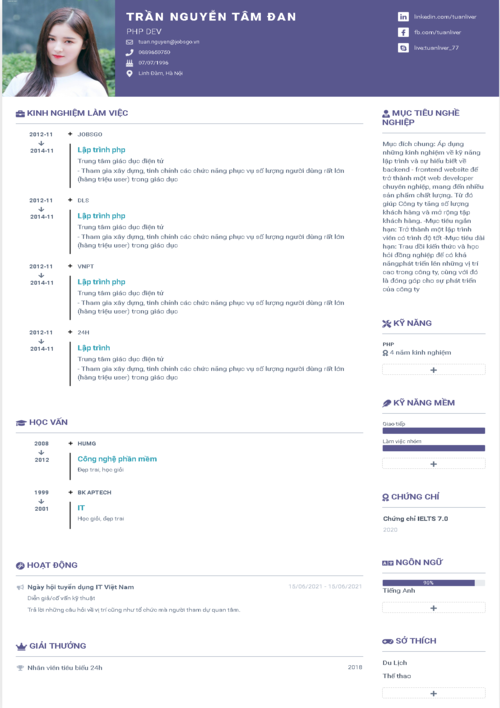 TRẦN NGUYỄN TÂM ĐAN
PHP DEV
tuan.nguyen@jobsgo.vn
0969650750
07/07/1996
Linh Đàm, Hà Nội
linkedin.com/tuanliver
fb.com/tuanliver
live:tuanliver_77
KINH NGHIỆM LÀM VIỆC
2012-11
2014-11
JOBSGO
Lập trình php
Trung tâm giáo dục điện tử
- Tham gia xây dựng, tinh chỉnh các chức năng phục vụ số lượng người dùng rất lớn
(hàng triệu user) trong giáo dục
2012-11
2014-11
DLS
Lập trình php
Trung tâm giáo dục điện tử
- Tham gia xây dựng, tinh chỉnh các chức năng phục vụ số lượng người dùng rất lớn
(hàng triệu user) trong giáo dục
2012-11
2014-11
VNPT
Lập trình php
Trung tâm giáo dục điện tử
- Tham gia xây dựng, tinh chỉnh các chức năng phục vụ số lượng người dùng rất lớn
(hàng triệu user) trong giáo dục
2012-11
2014-11
24H
Lập trình
Trung tâm giáo dục điện tử
- Tham gia xây dựng, tinh chỉnh các chức năng phục vụ số lượng người dùng rất lớn
(hàng triệu user) trong giáo dục
HỌC VẤN
2008
2012
HUMG
Công nghệ phần mềm
Đẹp trai, học giỏi
1999
2001
BK APTECH
IT
Học giỏi, đẹp trai
HOẠT ĐỘNG
Ngày hội tuyển dụng IT Việt Nam
15/06/2021 - 15/06/2021
Diễn giả/cố vấn kỹ thuật
Trả lời những câu hỏi về vị trí cũng như tổ chức mà người tham dự quan tâm.
GIẢI THƯỞNG
Nhân viên tiêu biểu 24h
2018
MỤC TIÊU NGHỀ
NGHIỆP
Mục đích chung: Áp dụng
những kinh nghiệm về kỹ năng
lập trình và sự hiểu biết về
backend - frontend website để
trở thành một web developer
chuyên nghiệp, mang đến nhiều
sản phẩm chất lượng. Từ đó
giúp Công ty tăng số lượng
khách hàng và mở rộng tập
khách hàng. -Mục tiêu ngắn
hạn: Trở thành một lập trình
viên có trình độ tốt -Mục tiêu dài
hạn: Trau dồi kiến thức và học
hỏi đồng nghiệp để có khả
năngphát triển lên những vị trí
cao trong công ty, cùng với đó
là đóng góp cho sự phát triển
của công ty
KỸ NĂNG
PHP
4 năm kinh nghiệm
+
KỸ NĂNG MỀM
Giao tiếp
Làm việc nhóm
+
CHỨNG CHỈ
Chứng chỉ IELTS 7.0
2020
NGÔN NGỮ
90%
Tiếng Anh
+
SỞ THÍCH
Du Lịch
Thể thao
+